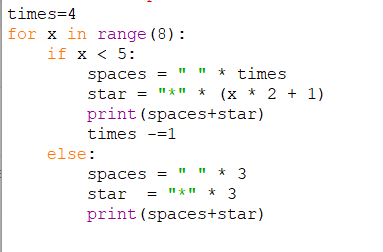 times=4
for x in range(8):
    if x < 5:
        spaces = " " * times
        star = "*" * (x * 2 + 1)
        print(spaces+star)
        times -=1
    else:
        spaces = " " * 3
        star  = "*" * 3
        print(spaces+star)